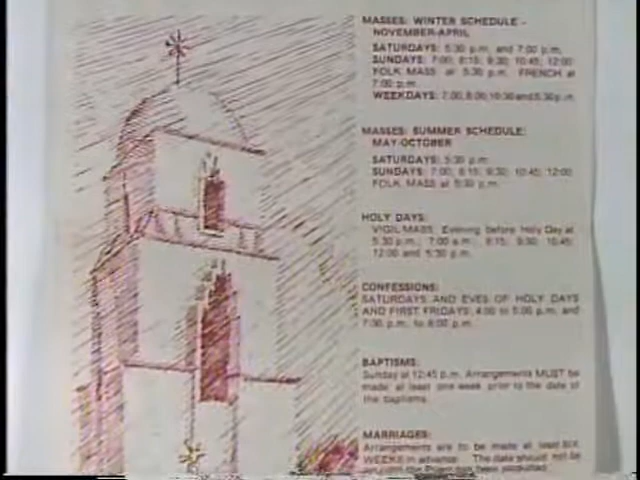 MASSES: WINTER SCHEDULE -
NOVEMBER-APRIL
SATURDAYS: 5:30 p.m. and 7:00 p.m.
SUNDAYS: 7:00; 8:15; 9:30; 10:45; 12:00
FOLK MASS at 5:30 p.m. FRENCH at
7:00 p.m.
WEEKDAYS: 7:00, 8:00, 10:30 and 5:30 p.m.
MASSES: SUMMER SCHEDULE:
MAY-OCTOBER
SATURDAYS: 5:30 p.m.
SUNDAYS: 7:00; 8:15; 9:30; 10:45; 12:00
FOLK MASS at 5:30 p.m.
HOLY DAYS:
VIGIL MASS: Evening before Holy Day at
5:30 p.m.; 7:00 a.m.; 8:15; 9:30; 10:45;
12:00 and 5:30 p.m.
CONFESSIONS:
SATURDAYS AND EVES OF HOLY DAYS
AND FIRST FRIDAYS: 4:00 to 5:00 p.m. and
7:30 p.m. to 8:00 p.m.
BAPTISMS:
Sunday at 12:45 p.m. Arrangements MUST be
made at least one week prior to the date of
the baptisms.
MARRIAGES:
Arrangements are to be made at least SIX
WEEKS in advance. The date should not be
until the Priest has been